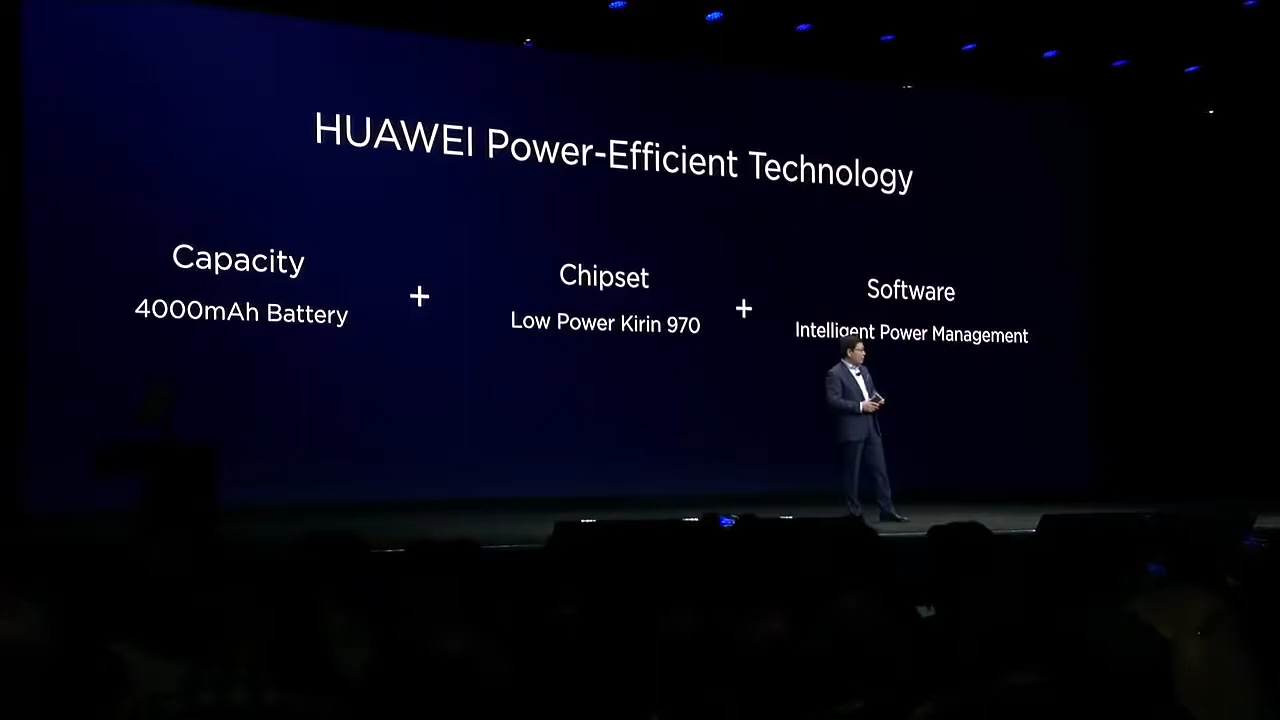 HUAWEI Power-Efficient Technology
Capacity + Chipset + Software
4000mAh Battery
Low Power Kirin 970
Intelligent Power Management